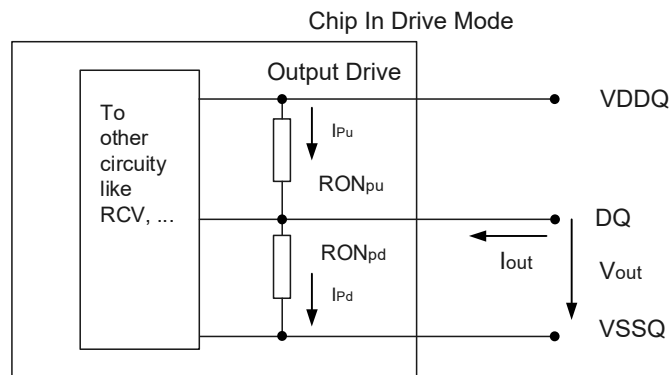 Chip In Drive Mode
Output Drive
To
other
circuity
like
RCV, ...
IPu
RONpu
RONpd
IPd
VDDQ
DQ
Iout
Vout
VSSQ